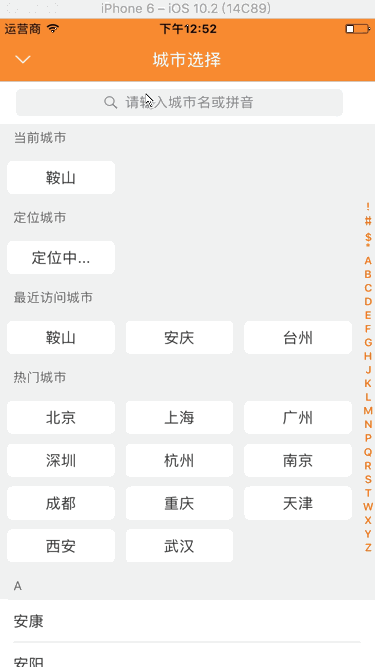 iPhone 6 – iOS 10.2 (14C89)
运营商 下午12:52
城市选择
请输入城市名或拼音
当前城市
鞍山
定位城市
定位中...
最近访问城市
鞍山 安庆 台州
热门城市
北京 上海 广州
深圳 杭州 南京
成都 重庆 天津
西安 武汉
A
安康
安阳
!
#
$
*
A
B
C
D
E
F
G
H
J
K
L
M
N
P
Q
R
S
T
W
X
Y
Z